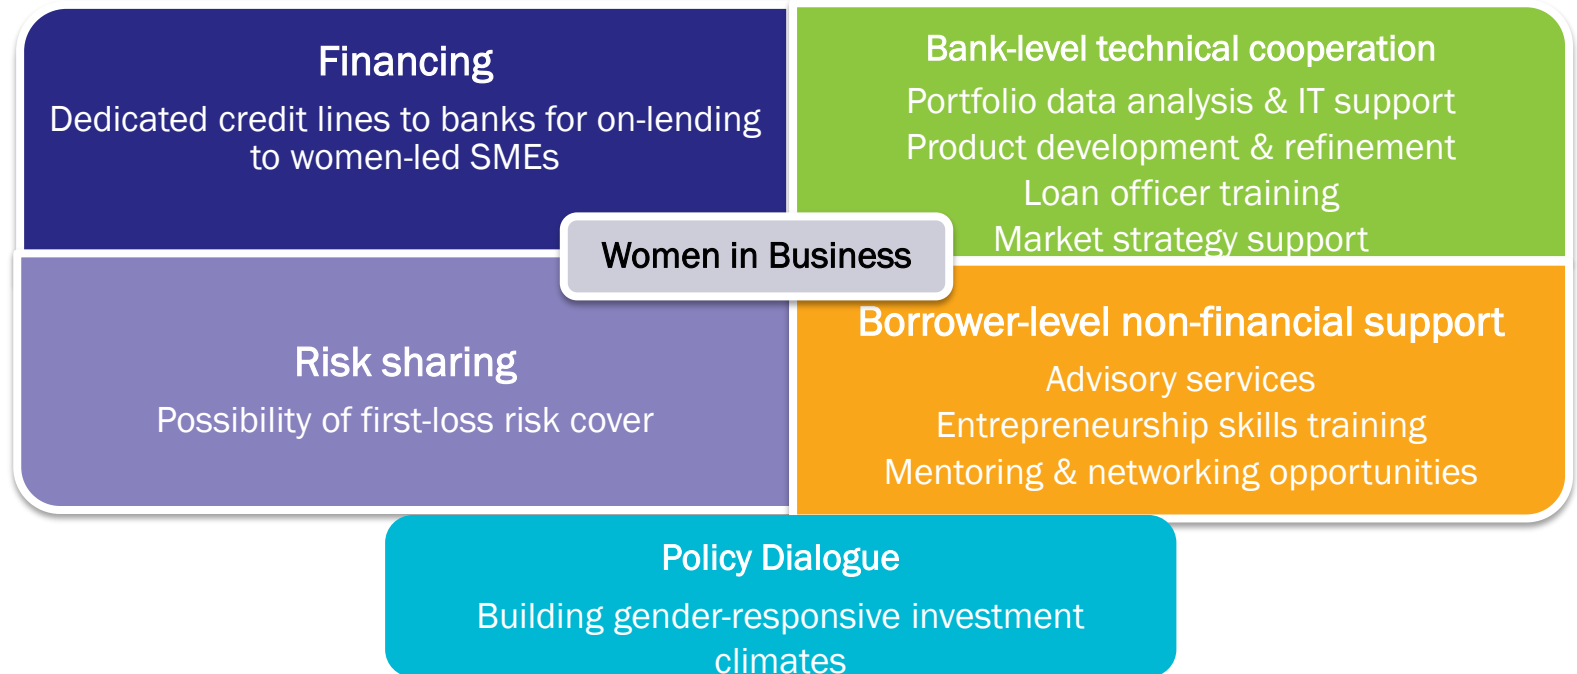 Financing
Dedicated credit lines to banks for on-lending
to women-led SMEs
Bank-level technical cooperation
Portfolio data analysis & IT support
Product development & refinement
Loan officer training
Market strategy support
Women in Business
Risk sharing
Possibility of first-loss risk cover
Borrower-level non-financial support
Advisory services
Entrepreneurship skills training
Mentoring & networking opportunities
Policy Dialogue
Building gender-responsive investment
climates